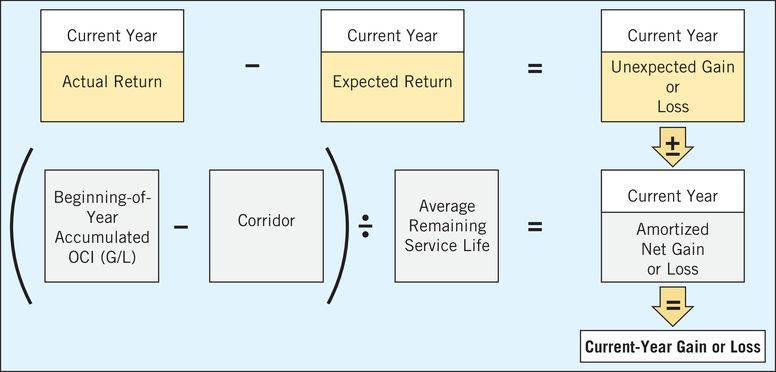 Current Year
Actual Return
–
Current Year
Expected Return
=
Current Year
Unexpected Gain
or
Loss
±
(
Beginning-of-
Year
Accumulated
OCI (G/L)
–
Corridor
)
÷
Average
Remaining
Service Life
=
Current Year
Amortized
Net Gain
or Loss
=
Current-Year Gain or Loss